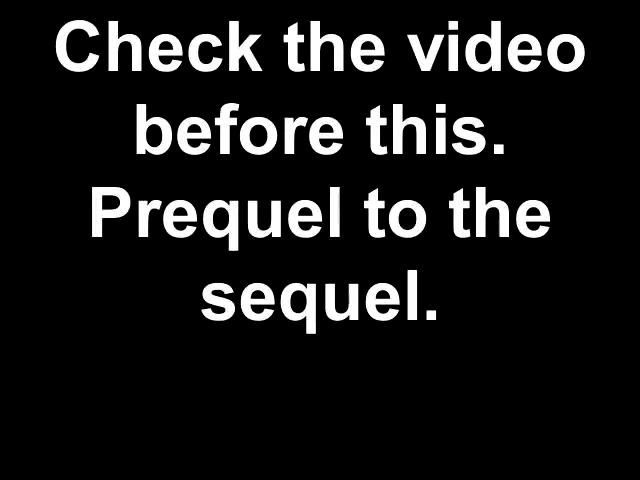 Check the video
before this.
Prequel to the
sequel.